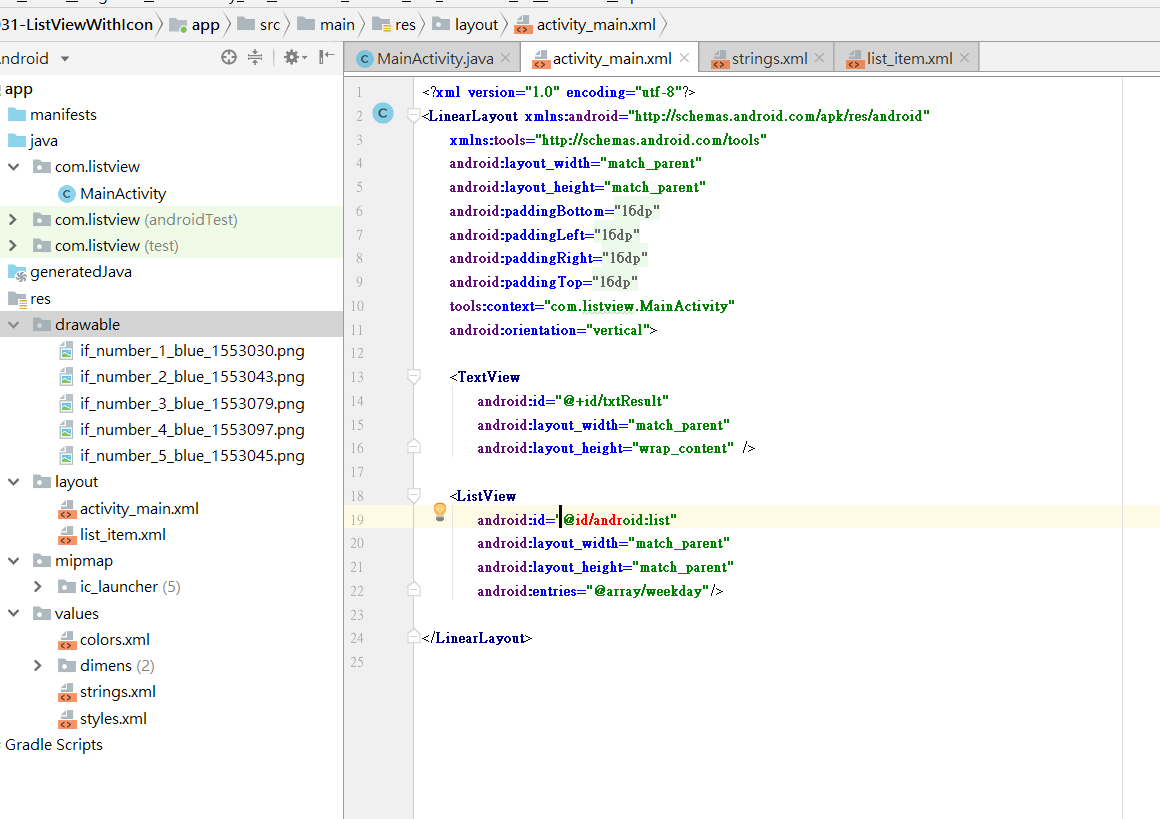 031-ListViewWithIcon app src main res layout activity_main.xml
Android
MainActivity.java activity_main.xml strings.xml list_item.xml
app
manifests
java
com.listview
MainActivity
com.listview (androidTest)
com.listview (test)
generatedJava
res
drawable
if_number_1_blue_1553030.png
if_number_2_blue_1553043.png
if_number_3_blue_1553079.png
if_number_4_blue_1553097.png
if_number_5_blue_1553045.png
layout
activity_main.xml
list_item.xml
mipmap
ic_launcher (5)
values
colors.xml
dimens (2)
strings.xml
styles.xml
Gradle Scripts
1 <?xml version="1.0" encoding="utf-8"?>
2 <LinearLayout xmlns:android="http://schemas.android.com/apk/res/android"
3 xmlns:tools="http://schemas.android.com/tools"
4 android:layout_width="match_parent"
5 android:layout_height="match_parent"
6 android:paddingBottom="16dp"
7 android:paddingLeft="16dp"
8 android:paddingRight="16dp"
9 android:paddingTop="16dp"
10 tools:context="com.listview.MainActivity"
11 android:orientation="vertical">
12
13 <TextView
14 android:id="@+id/txtResult"
15 android:layout_width="match_parent"
16 android:layout_height="wrap_content" />
17
18 <ListView
19 android:id="@id/android:list"
20 android:layout_width="match_parent"
21 android:layout_height="match_parent"
22 android:entries="@array/weekday"/>
23
24 </LinearLayout>
25